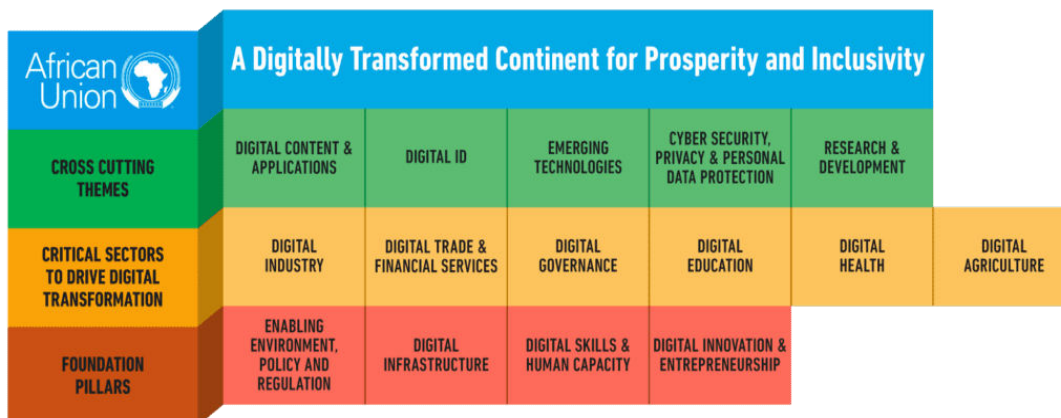 African
Union
A Digitally Transformed Continent for Prosperity and Inclusivity
CROSS CUTTING
THEMES
DIGITAL CONTENT &
APPLICATIONS
DIGITAL ID
EMERGING
TECHNOLOGIES
CYBER SECURITY,
PRIVACY & PERSONAL
DATA PROTECTION
RESEARCH &
DEVELOPMENT
CRITICAL SECTORS
TO DRIVE DIGITAL
TRANSFORMATION
DIGITAL
INDUSTRY
DIGITAL TRADE &
FINANCIAL SERVICES
DIGITAL
GOVERNANCE
DIGITAL
EDUCATION
DIGITAL
HEALTH
DIGITAL
AGRICULTURE
FOUNDATION
PILLARS
ENABLING
ENVIRONMENT,
POLICY AND
REGULATION
DIGITAL
INFRASTRUCTURE
DIGITAL SKILLS &
HUMAN CAPACITY
DIGITAL INNOVATION &
ENTREPRENEURSHIP